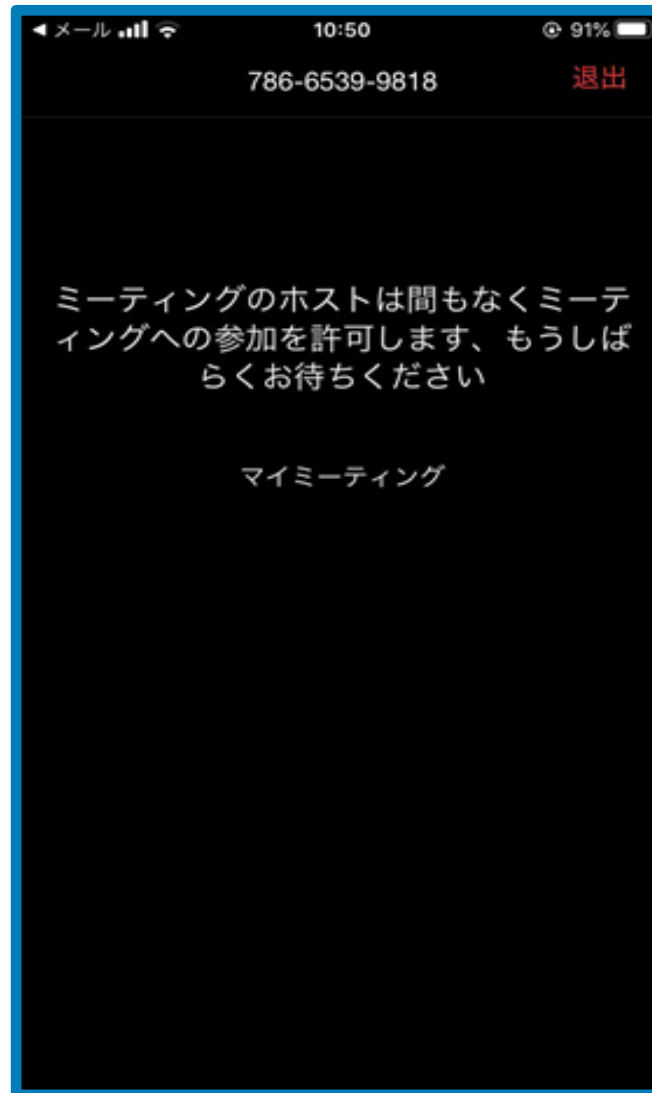 ◀メール 10:50 91%
786-6539-9818 退出
ミーティングのホストは間もなくミーテ
ィングへの参加を許可します、もうしば
らくお待ちください
マイミーティング